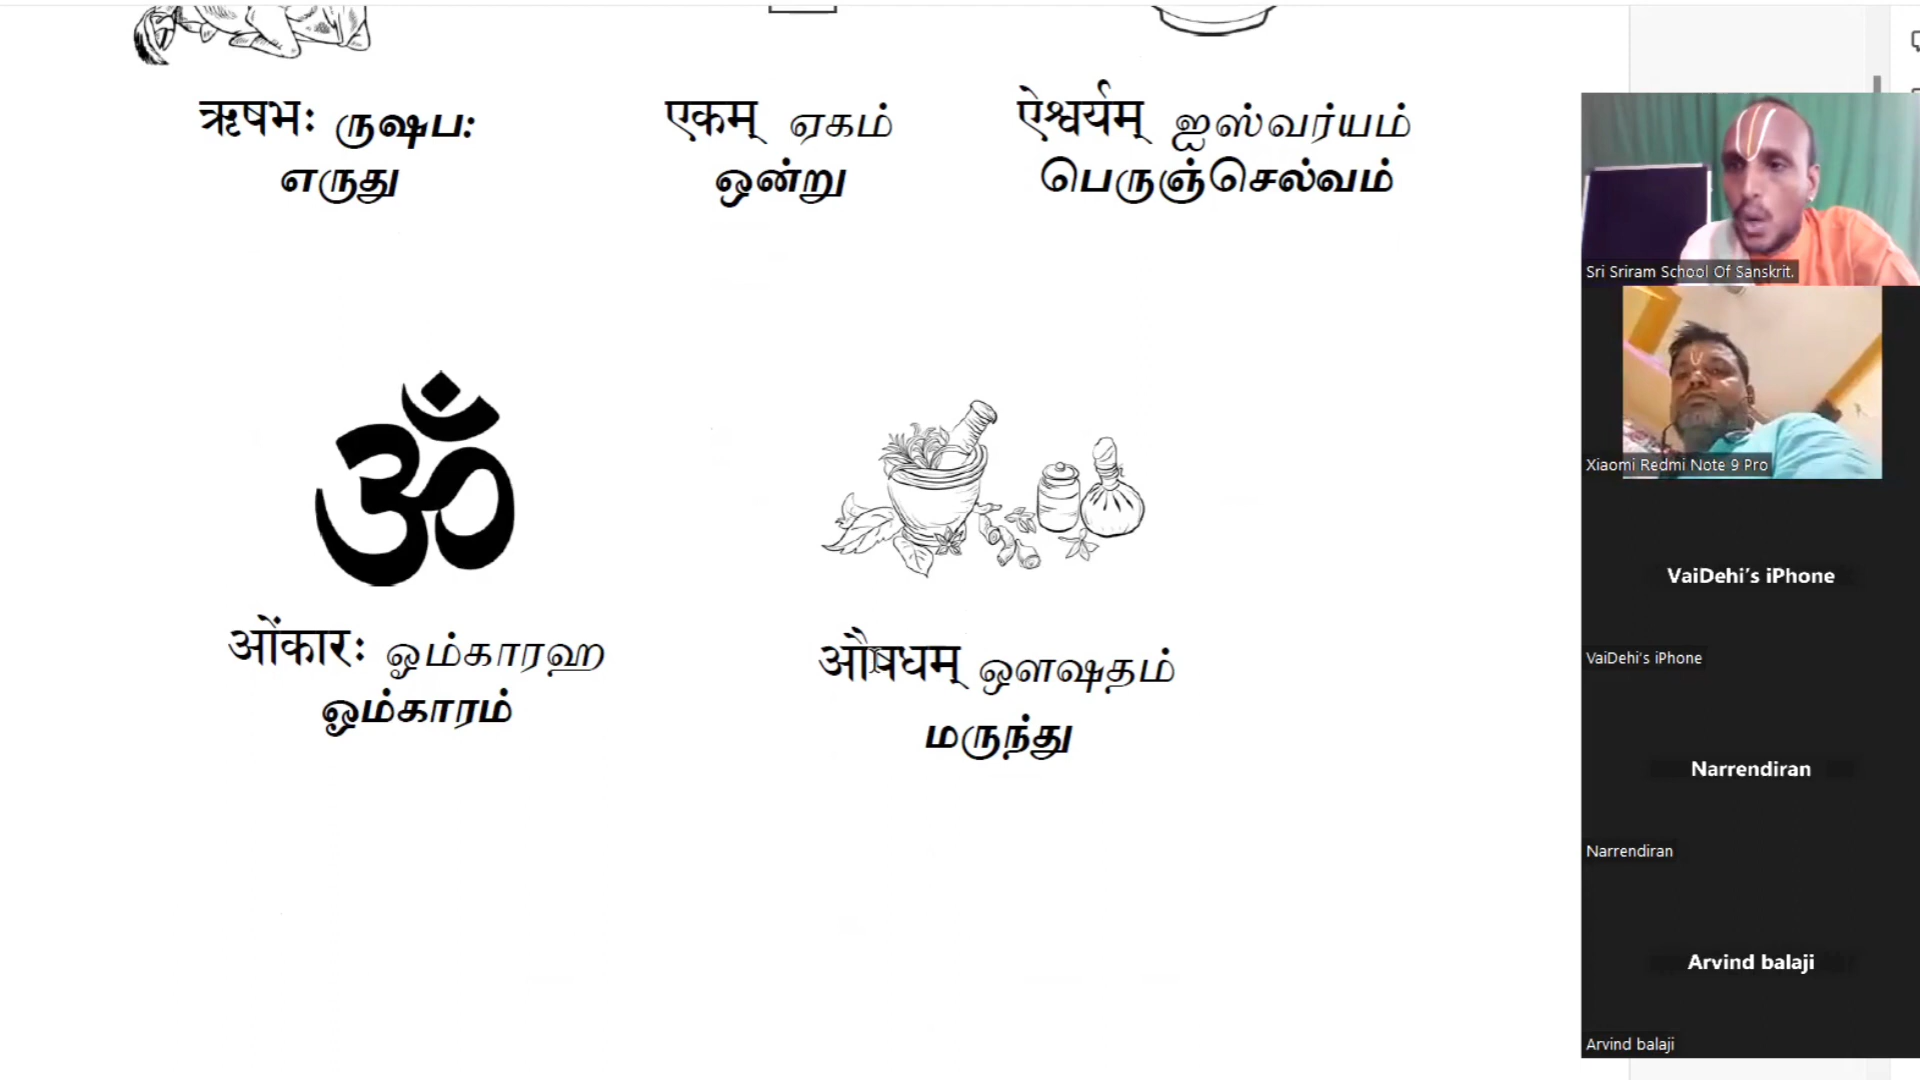 ऋषभः ருஷப:
எருது
एकम् ஏகம்
ஒன்று
ऐश्वर्यम् ஐஸ்வர்யம்
பெருஞ்செல்வம்
ओंकारः ஓம்காரஹ
ஓம்காரம்
औषधम् ஒளஷதம்
மருந்து
ॐ
Sri Sriram School Of Sanskrit.
Xiaomi Redmi Note 9 Pro
VaiDehi's iPhone
VaiDehi's iPhone
Narrendiran
Narrendiran
Arvind balaji
Arvind balaji